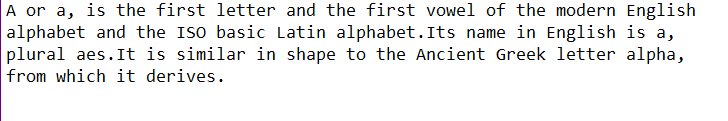 A or a, is the first letter and the first vowel of the modern English
alphabet and the ISO basic Latin alphabet.Its name in English is a,
plural aes.It is similar in shape to the Ancient Greek letter alpha,
from which it derives.